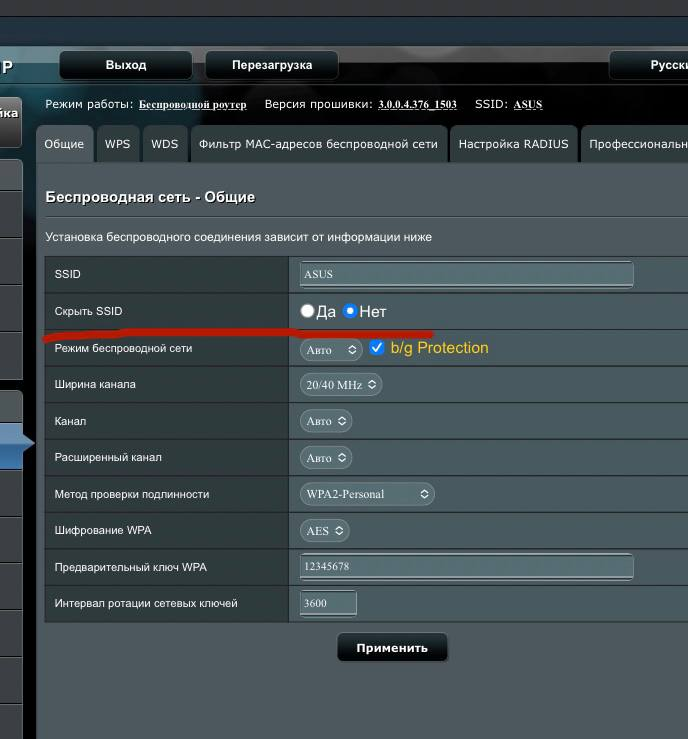 Р
Выход
Перезагрузка
Русски
йка
Режим работы: Беспроводной роутер Версия прошивки: 3.0.0.4.376_1503 SSID: ASUS
Общие WPS WDS Фильтр MAC-адресов беспроводной сети Настройка RADIUS Профессиональн
Беспроводная сеть - Общие
Установка беспроводного соединения зависит от информации ниже
SSID ASUS
Скрыть SSID Да Нет
Режим беспроводной сети Авто b/g Protection
Ширина канала 20/40 MHz
Канал Авто
Расширенный канал Авто
Метод проверки подлинности WPA2-Personal
Шифрование WPA AES
Предварительный ключ WPA 12345678
Интервал ротации сетевых ключей 3600
Применить